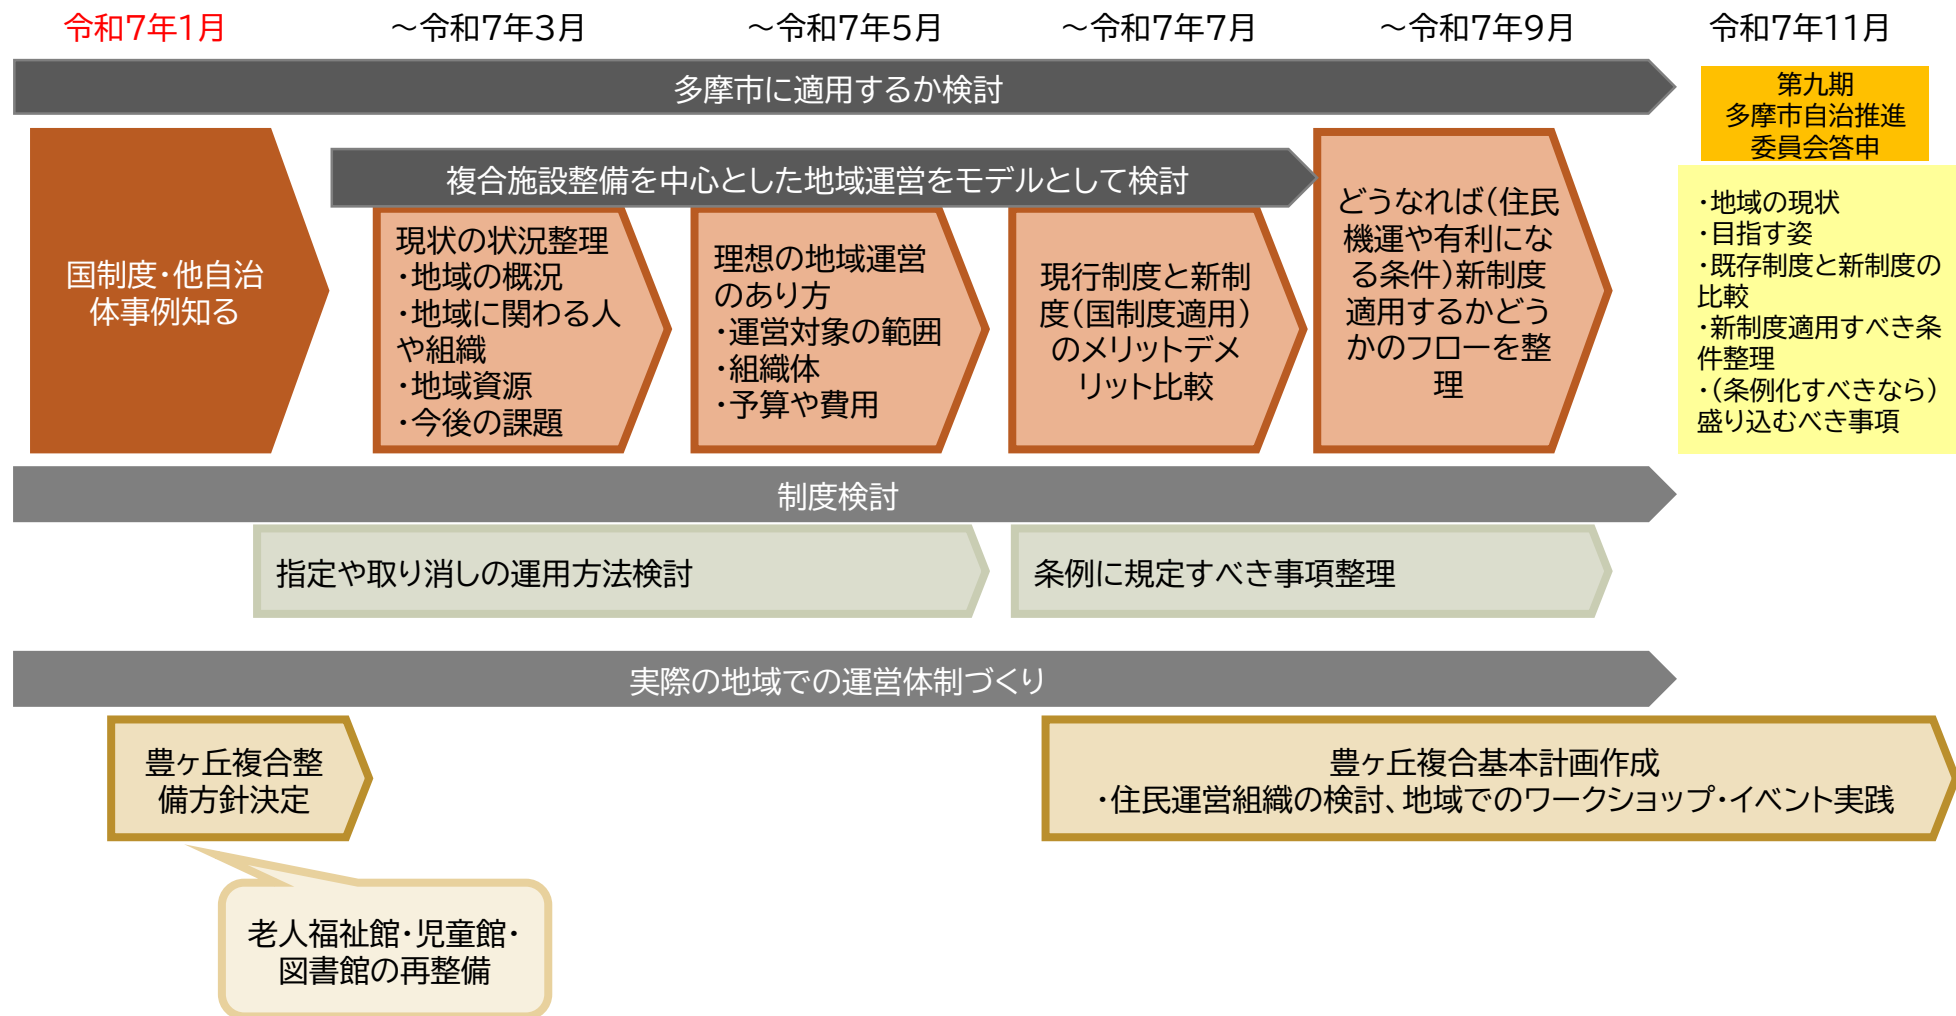 令和7年1月
～令和7年3月
～令和7年5月
～令和7年7月
～令和7年9月
令和7年11月
多摩市に適用するか検討
第九期
多摩市自治推進
委員会答申
国制度・他自治
体事例知る
複合施設整備を中心とした地域運営をモデルとして検討
現状の状況整理
・地域の概況
・地域に関わる人
や組織
・地域資源
・今後の課題
理想の地域運営
のあり方
・運営対象の範囲
・組織体
・予算や費用
現行制度と新制
度(国制度適用)
のメリットデメ
リット比較
どうなれば(住民
機運や有利にな
る条件)新制度
適用するかどう
かのフローを整
理
・地域の現状
・目指す姿
・既存制度と新制度の
比較
・新制度適用すべき条
件整理
・(条例化すべきなら)
盛り込むべき事項
制度検討
指定や取り消しの運用方法検討
条例に規定すべき事項整理
実際の地域での運営体制づくり
豊ヶ丘複合整
備方針決定
豊ヶ丘複合基本計画作成
・住民運営組織の検討、地域でのワークショップ・イベント実践
老人福祉館・児童館・
図書館の再整備